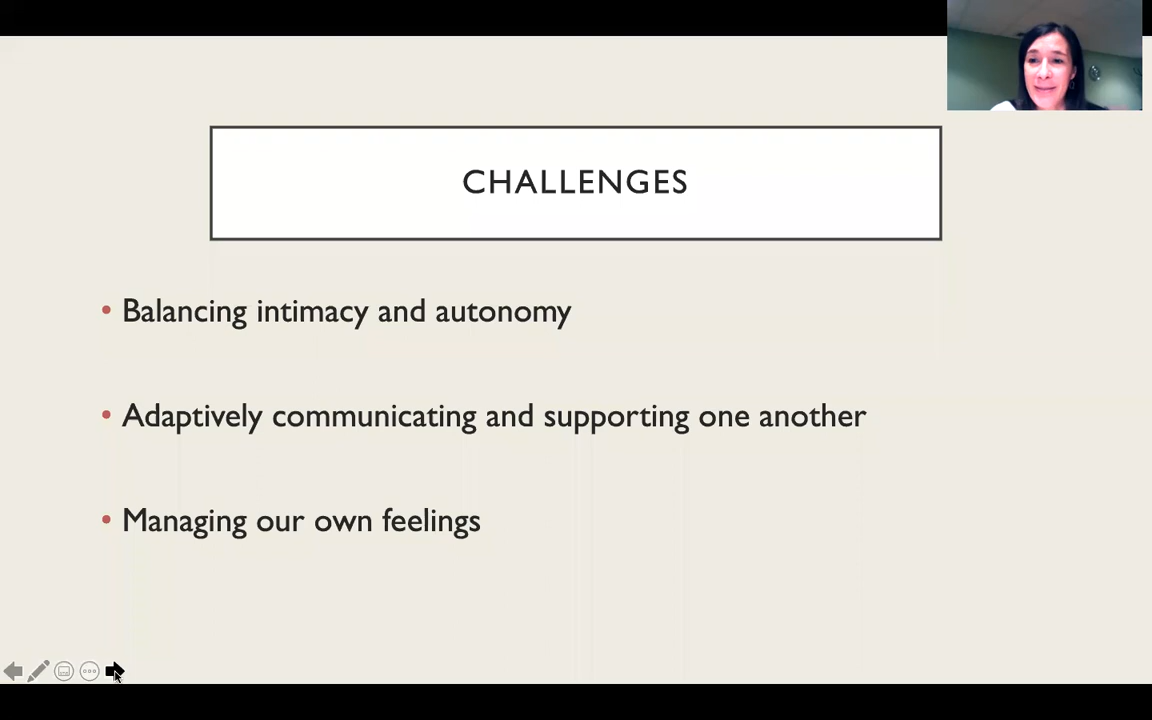 CHALLENGES
Balancing intimacy and autonomy
Adaptively communicating and supporting one another
Managing our own feelings